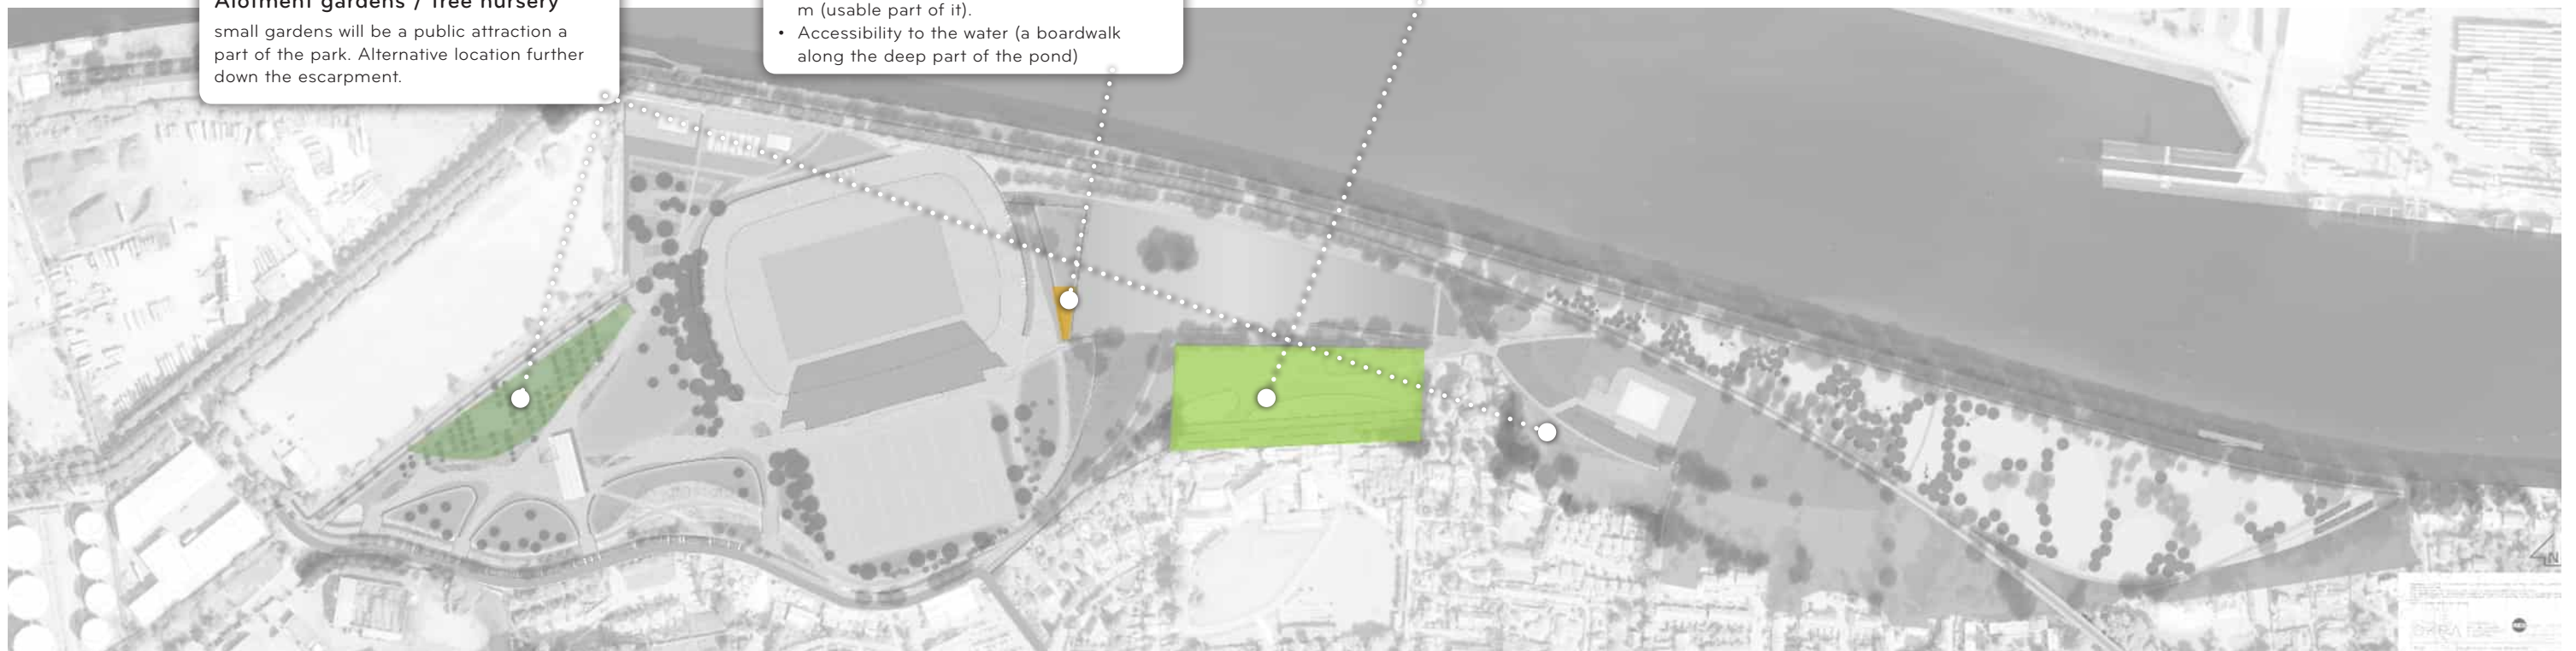 Alotment gardens / Tree nursery
small gardens will be a public attraction a
part of the park. Alternative location further
down the escarpment.
m (usable part of it).
• Accessibility to the water (a boardwalk
along the deep part of the pond)
N